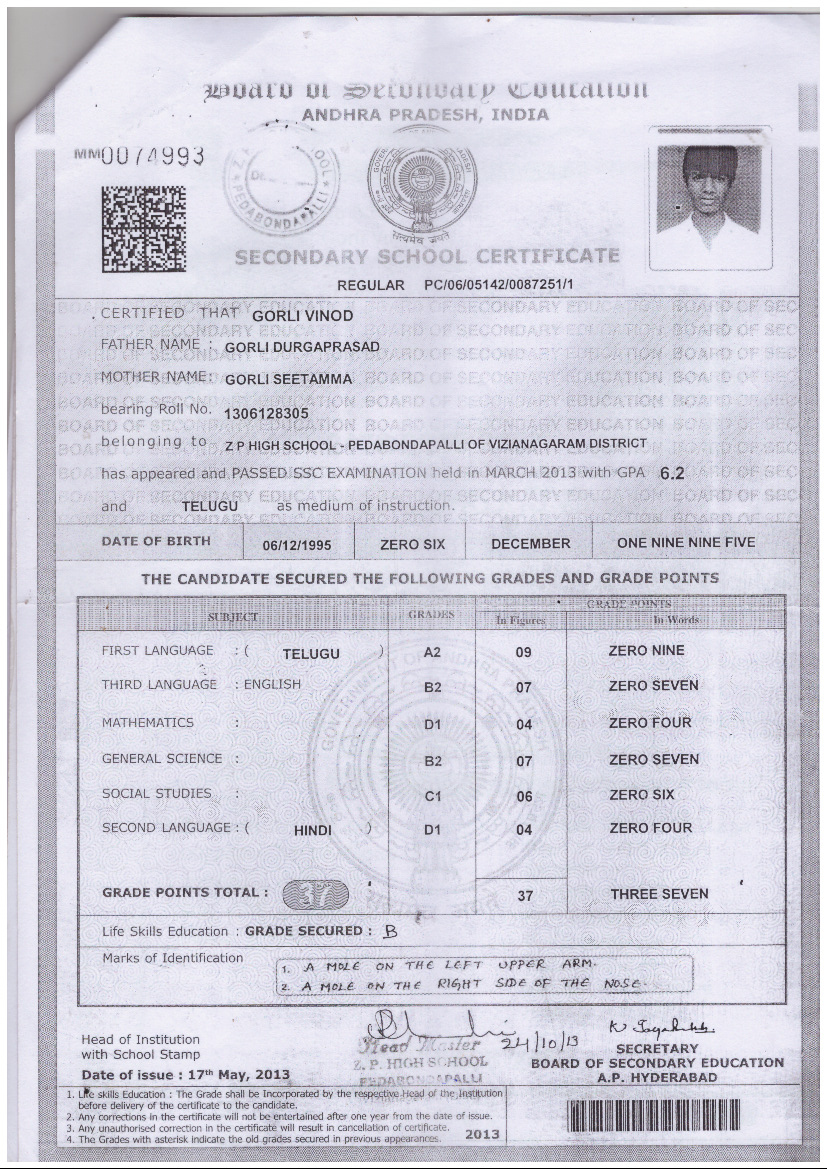 Board of Secondary Education
ANDHRA PRADESH, INDIA
MM 0074993
Z
OOL
PEDABONDAPALLI
सत्यमेव जयते
SECONDARY SCHOOL CERTIFICATE
REGULAR PC/06/05142/0087251/1
CERTIFIED THAT GORLI VINOD
FATHER NAME : GORLI DURGAPRASAD
MOTHER NAME: GORLI SEETAMMA
bearing Roll No. 1306128305
belonging to Z P HIGH SCHOOL - PEDABONDAPALLI OF VIZIANAGARAM DISTRICT
has appeared and PASSED SSC EXAMINATION held in MARCH 2013 with GPA 6.2
and TELUGU as medium of instruction.
DATE OF BIRTH 06/12/1995 ZERO SIX DECEMBER ONE NINE NINE FIVE
THE CANDIDATE SECURED THE FOLLOWING GRADES AND GRADE POINTS
SUBJECT GRADES GRADE POINTS
In Figures In Words
FIRST LANGUAGE : ( TELUGU ) A2 09 ZERO NINE
THIRD LANGUAGE : ENGLISH B2 07 ZERO SEVEN
MATHEMATICS : D1 04 ZERO FOUR
GENERAL SCIENCE : B2 07 ZERO SEVEN
SOCIAL STUDIES : C1 06 ZERO SIX
SECOND LANGUAGE : ( HINDI ) D1 04 ZERO FOUR
GRADE POINTS TOTAL : 37 37 THREE SEVEN
Life Skills Education : GRADE SECURED : B
Marks of Identification
1. A MOLE ON THE LEFT UPPER ARM.
2. A MOLE ON THE RIGHT SIDE OF THE NOSE.
Head of Institution
with School Stamp
Head Master
Z. P. HIGH SCHOOL
PEDABONDAPALLI
24/10/13
SECRETARY
BOARD OF SECONDARY EDUCATION
A.P. HYDERABAD
Date of issue : 17th May, 2013
1. Life skills Education : The Grade shall be Incorporated by the respective Head of the Institution
before delivery of the certificate to the candidate.
2. Any corrections in the certificate will not be entertained after one year from the date of issue.
3. Any unauthorised correction in the certificate will result in cancellation of certificate.
4. The Grades with asterisk indicate the old grades secured in previous appearances. 2013